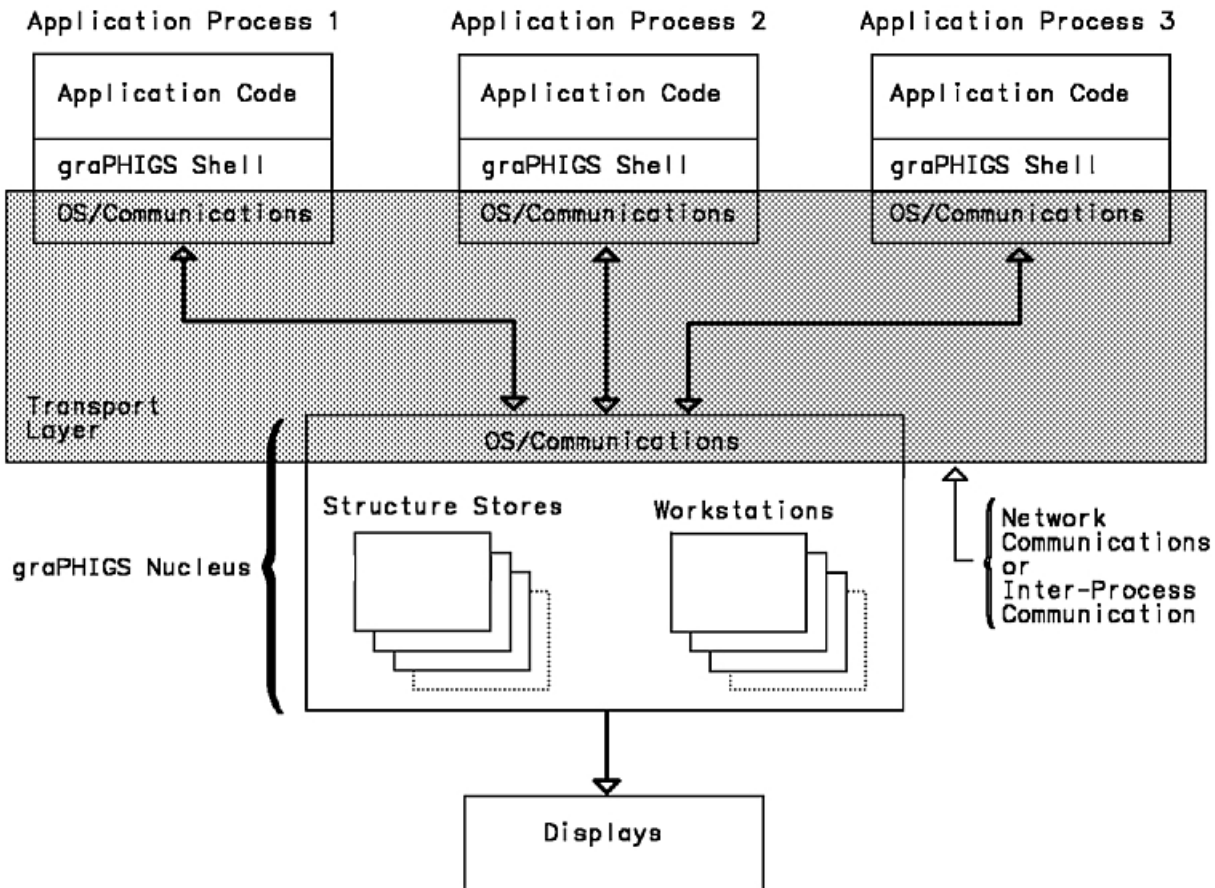 Application Process 1
Application Process 2
Application Process 3
Application Code
Application Code
Application Code
graPHIGS Shell
graPHIGS Shell
graPHIGS Shell
OS/Communications
OS/Communications
OS/Communications
Transport
Layer
OS/Communications
Structure Stores
Workstations
graPHIGS Nucleus
Network
Communications
or
Inter-Process
Communication
Displays